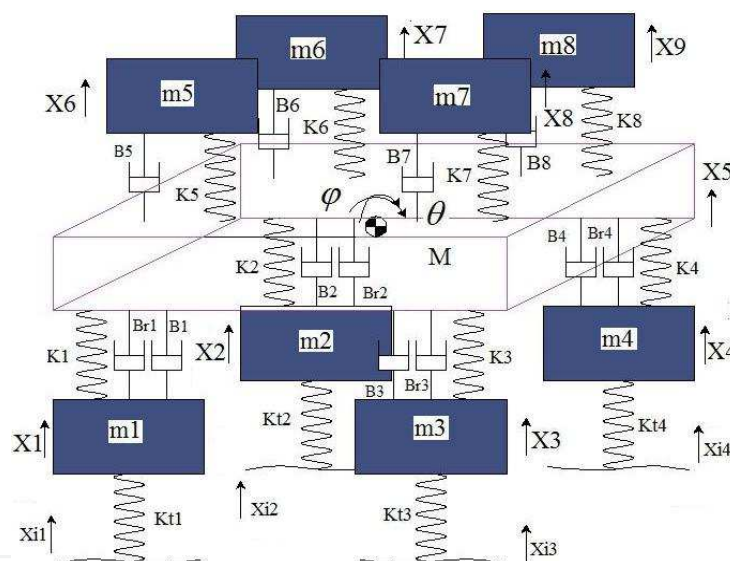 m6
X7
m8
X9
X6
m5
m7
X8
B6
K6
K8
B5
K5
B7
K7
B8
X5
φ
θ
M
K2
B2
Br2
B4
Br4
K4
Br1
B1
K1
X2
m2
K3
m4
X4
B3
Br3
X1
m1
Kt2
m3
X3
Kt4
Xi4
Xi2
Xi1
Kt1
Kt3
Xi3